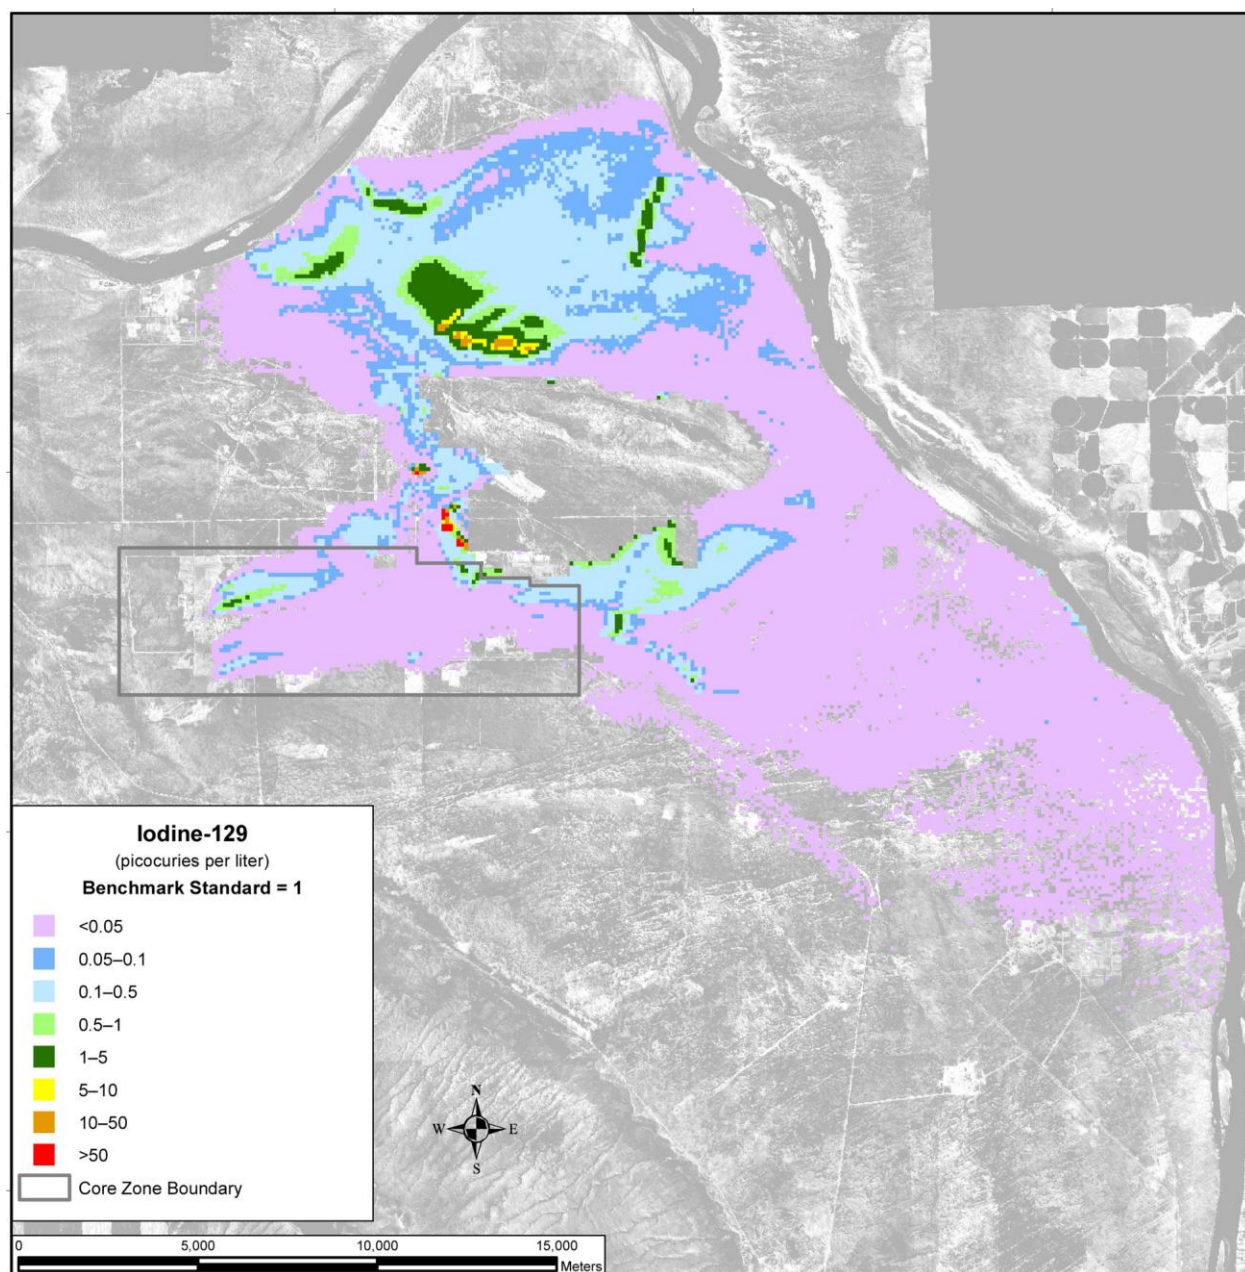 Iodine-129
(picocuries per liter)
Benchmark Standard = 1
<0.05
0.05–0.1
0.1–0.5
0.5–1
1–5
5–10
10–50
>50
Core Zone Boundary
N
W E
S
0 5,000 10,000 15,000
Meters